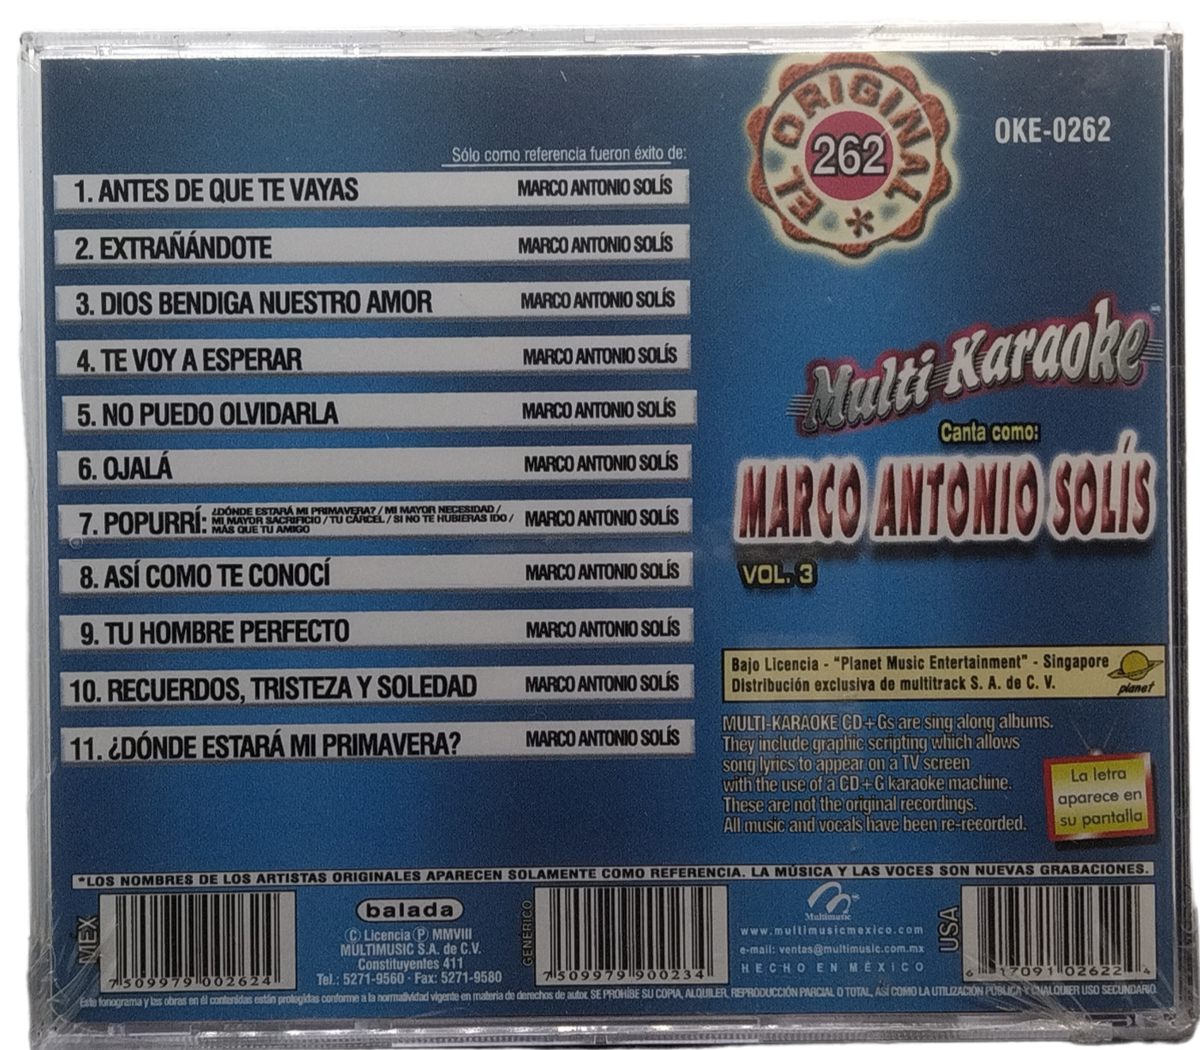 Sólo como referencia fueron éxito de:
1. ANTES DE QUE TE VAYAS MARCO ANTONIO SOLÍS
2. EXTRAÑÁNDOTE MARCO ANTONIO SOLÍS
3. DIOS BENDIGA NUESTRO AMOR MARCO ANTONIO SOLÍS
4. TE VOY A ESPERAR MARCO ANTONIO SOLÍS
5. NO PUEDO OLVIDARLA MARCO ANTONIO SOLÍS
6. OJALÁ MARCO ANTONIO SOLÍS
7. POPURRÍ: ¿DÓNDE ESTARÁ MI PRIMAVERA? / MI MAYOR NECESIDAD /
MI MAYOR SACRIFICIO / TU CÁRCEL / SI NO TE HUBIERAS IDO /
MÁS QUE TU AMIGO
MARCO ANTONIO SOLÍS
8. ASÍ COMO TE CONOCÍ MARCO ANTONIO SOLÍS
9. TU HOMBRE PERFECTO MARCO ANTONIO SOLÍS
10. RECUERDOS, TRISTEZA Y SOLEDAD MARCO ANTONIO SOLÍS
11. ¿DÓNDE ESTARÁ MI PRIMAVERA? MARCO ANTONIO SOLÍS
EL ORIGINAL *
262
OKE-0262
Multi Karaoke
Canta como:
MARCO ANTONIO SOLÍS
VOL. 3
Bajo Licencia - "Planet Music Entertainment" - Singapore
Distribución exclusiva de multitrack S. A. de C. V.
planet
MULTI-KARAOKE CD+Gs are sing along albums.
They include graphic scripting which allows
song lyrics to appear on a TV screen
with the use of a CD+G karaoke machine.
These are not the original recordings.
All music and vocals have been re-recorded.
La letra
aparece en
su pantalla
*LOS NOMBRES DE LOS ARTISTAS ORIGINALES APARECEN SOLAMENTE COMO REFERENCIA. LA MÚSICA Y LAS VOCES SON NUEVAS GRABACIONES.
MEX
7 509979 002624
balada
Ⓒ Licencia Ⓟ MMVIII
MULTIMUSIC S.A. de C.V.
Constituyentes 411
Tel.: 5271-9560 · Fax: 5271-9580
GENERICO
7 509979 900234
Multimusic
www.multimusicmexico.com
e-mail: ventas@multimusic.com.mx
HECHO EN MÉXICO
USA
6 17091 02622 4
Este fonograma y las obras en él contenidas están protegidas conforme a la normatividad vigente en materia de derechos de autor. SE PROHÍBE SU COPIA, ALQUILER, REPRODUCCIÓN PARCIAL O TOTAL, ASÍ COMO LA UTILIZACIÓN PÚBLICA Y CUALQUIER USO SECUNDARIO.